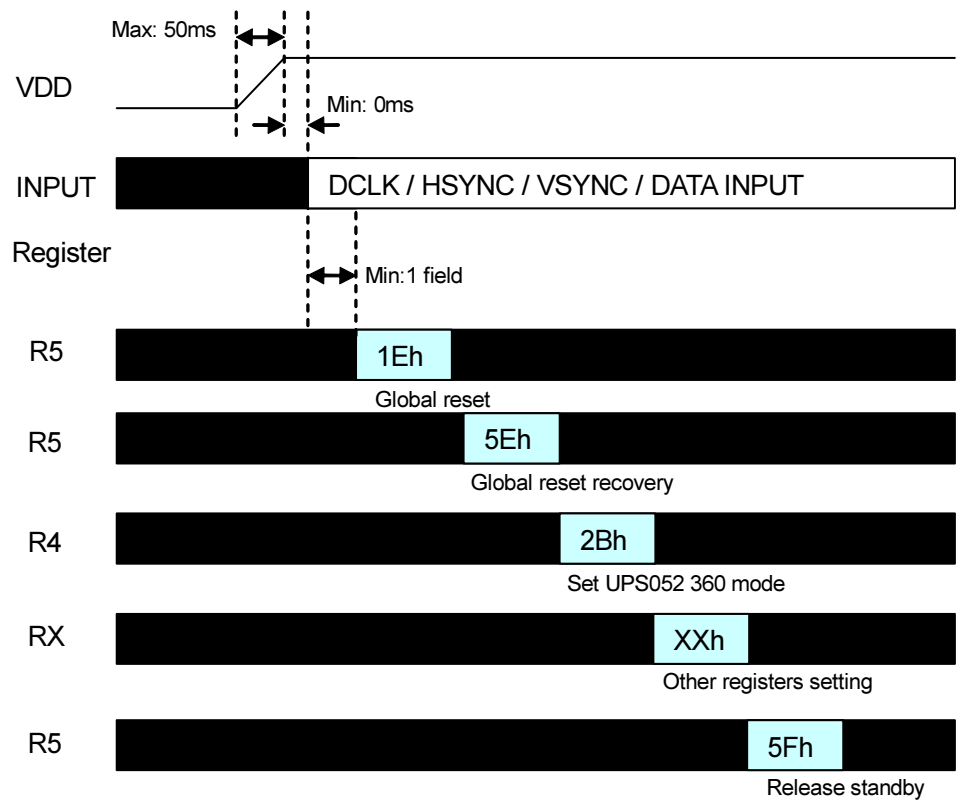 Max: 50ms
VDD
Min: 0ms
INPUT DCLK / HSYNC / VSYNC / DATA INPUT
Register
Min:1 field
R5 1Eh
Global reset
R5 5Eh
Global reset recovery
R4 2Bh
Set UPS052 360 mode
RX XXh
Other registers setting
R5 5Fh
Release standby